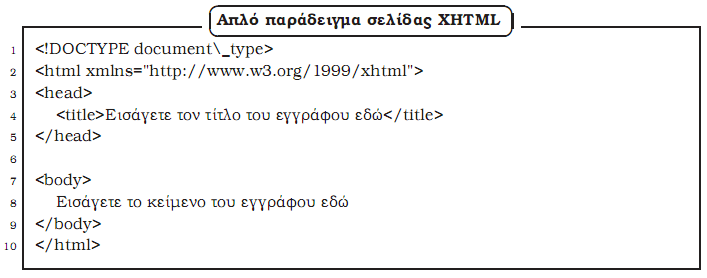 Απλό παράδειγμα σελίδας XHTML
1 <!DOCTYPE document\_type>
2 <html xmlns="http://www.w3.org/1999/xhtml">
3 <head>
4 <title>Εισάγετε τον τίτλο του εγγράφου εδώ</title>
5 </head>
6
7 <body>
8 Εισάγετε το κείμενο του εγγράφου εδώ
9 </body>
10 </html>